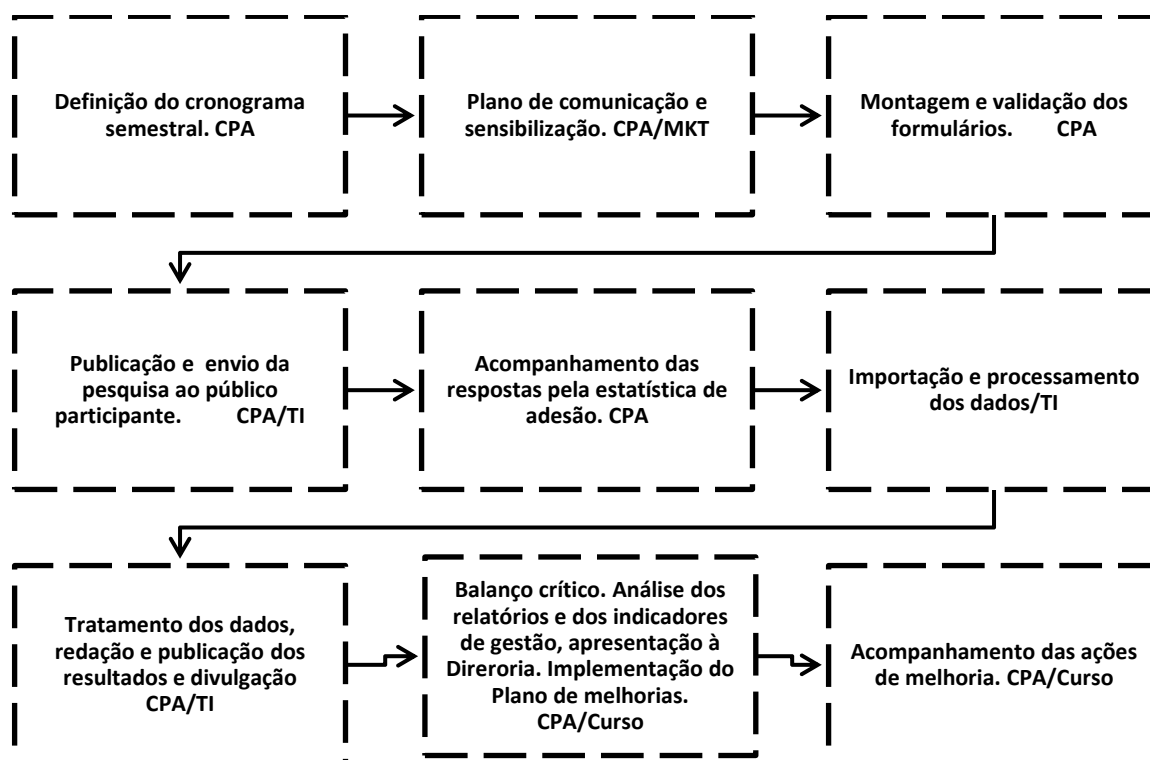 Definição do cronograma
semestral. CPA
Plano de comunicação e
sensibilização. CPA/MKT
Montagem e validação dos
formulários. CPA
Publicação e envio da
pesquisa ao público
participante. CPA/TI
Acompanhamento das
respostas pela estatística de
adesão. CPA
Importação e processamento
dos dados/TI
Tratamento dos dados,
redação e publicação dos
resultados e divulgação
CPA/TI
Balanço crítico. Análise dos
relatórios e dos indicadores
de gestão, apresentação à
Direroria. Implementação do
Plano de melhorias.
CPA/Curso
Acompanhamento das ações
de melhoria. CPA/Curso